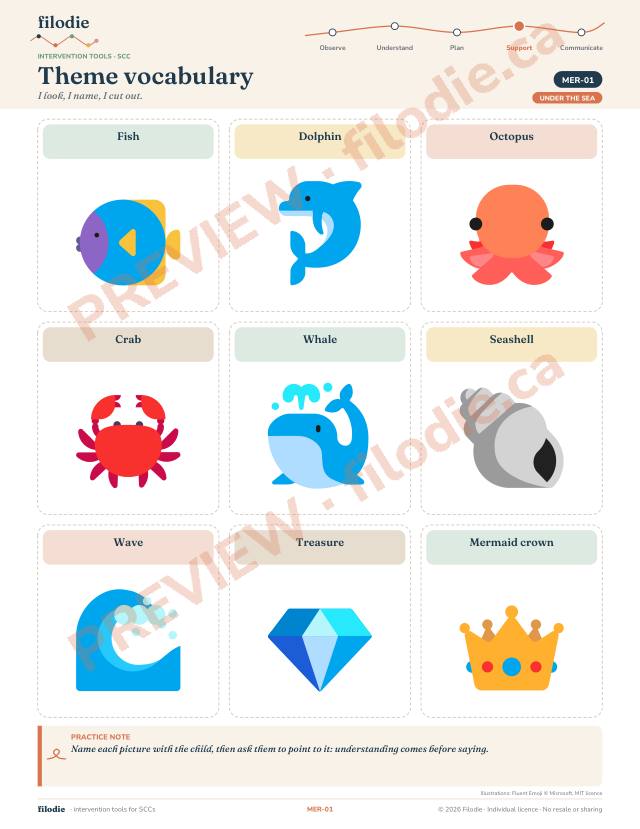 filodie
INTERVENTION TOOLS · SCC
Theme vocabulary
I look, I name, I cut out.
Observe
Understand
Plan
Support
Communicate
MER-01
UNDER THE SEA
Fish
Dolphin
Octopus
Crab
Whale
Seashell
Wave
Treasure
Mermaid crown
PREVIEW · filodie.ca
PREVIEW · filodie.ca
PRACTICE NOTE
Name each picture with the child, then ask them to point to it: understanding comes before saying.
Illustrations: Fluent Emoji © Microsoft, MIT licence
filodie · intervention tools for SCCs
MER-01
© 2026 Filodie · Individual licence · No resale or sharing